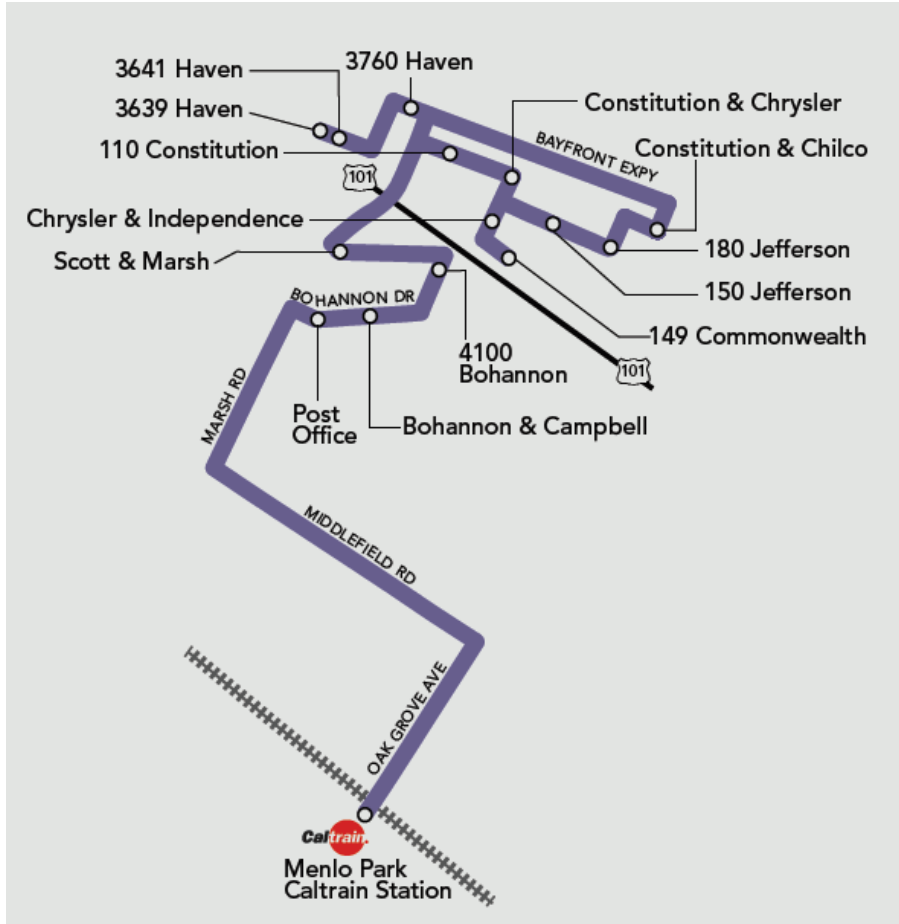 3760 Haven
3641 Haven
3639 Haven
Constitution & Chrysler
110 Constitution
BAYFRONT EXPY
Constitution & Chilco
101
Chrysler & Independence
180 Jefferson
Scott & Marsh
150 Jefferson
BOHANNON DR
149 Commonwealth
4100
Bohannon
101
MARSH RD
Post
Office
Bohannon & Campbell
MIDDLEFIELD RD
OAK GROVE AVE
Caltrain
Menlo Park
Caltrain Station